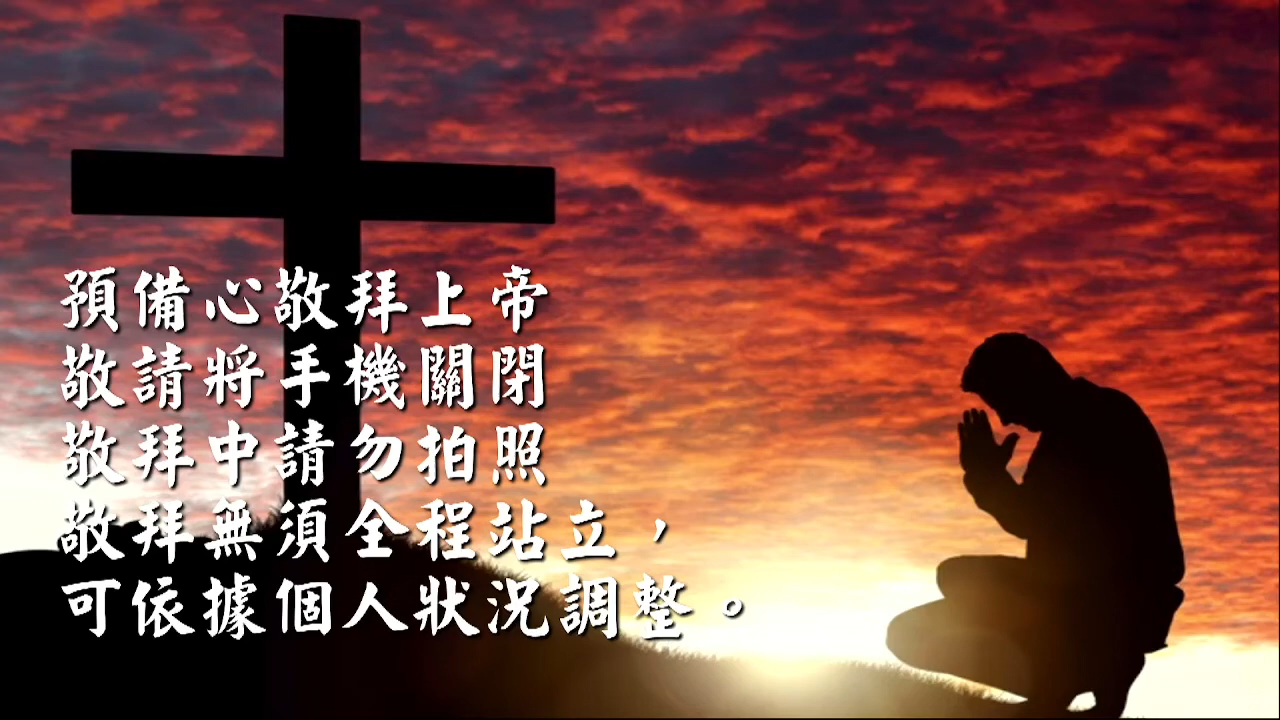 預備心敬拜上帝
敬請將手機關閉
敬拜中請勿拍照
敬拜無須全程站立，
可依據個人狀況調整。